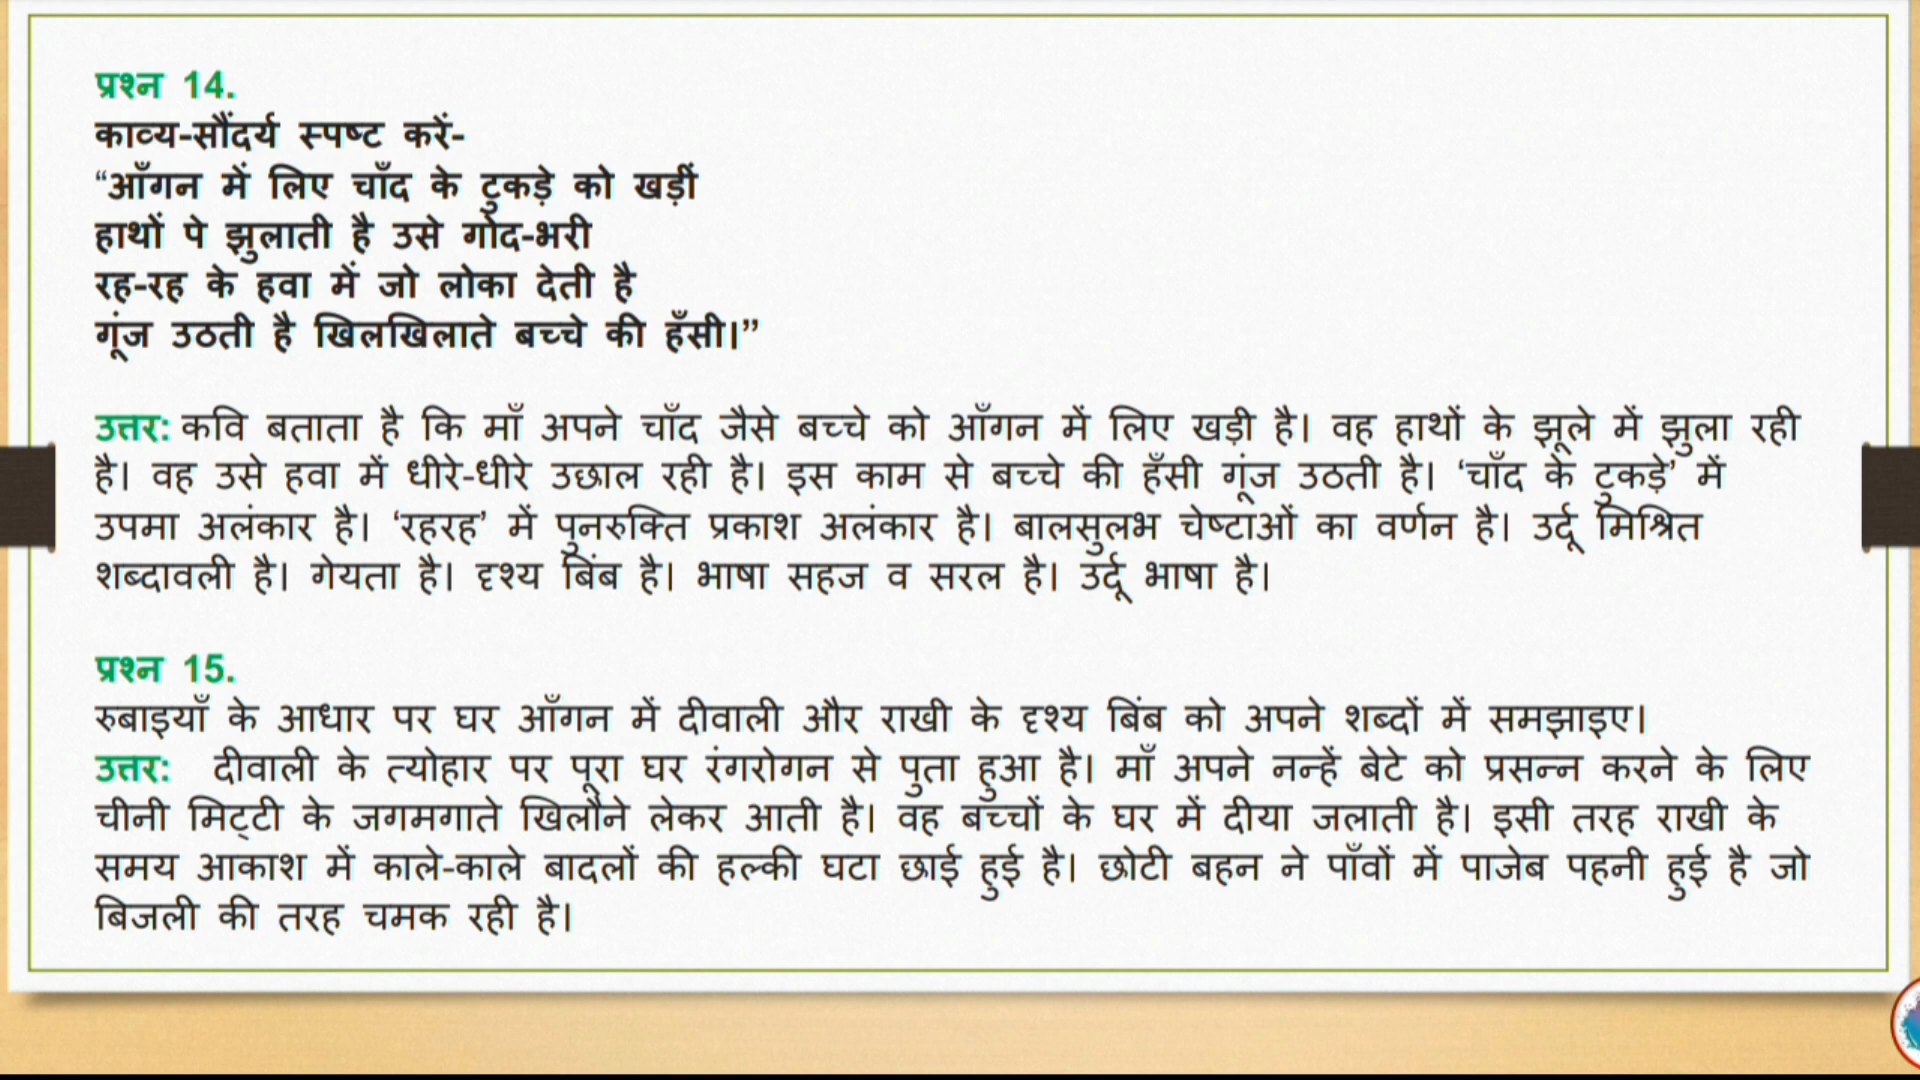 प्रश्न 14.
काव्य-सौंदर्य स्पष्ट करें-
“आँगन में लिए चाँद के टुकड़े को खड़ीं
हाथों पे झुलाती है उसे गोद-भरी
रह-रह के हवा में जो लोका देती है
गूंज उठती है खिलखिलाते बच्चे की हँसी।”
उत्तर: कवि बताता है कि माँ अपने चाँद जैसे बच्चे को आँगन में लिए खड़ी है। वह हाथों के झूले में झुला रही
है। वह उसे हवा में धीरे-धीरे उछाल रही है। इस काम से बच्चे की हँसी गूंज उठती है। ‘चाँद के टुकड़े’ में
उपमा अलंकार है। ‘रहरह’ में पुनरुक्ति प्रकाश अलंकार है। बालसुलभ चेष्टाओं का वर्णन है। उर्दू मिश्रित
शब्दावली है। गेयता है। दृश्य बिंब है। भाषा सहज व सरल है। उर्दू भाषा है।
प्रश्न 15.
रुबाइयाँ के आधार पर घर आँगन में दीवाली और राखी के दृश्य बिंब को अपने शब्दों में समझाइए।
उत्तर: दीवाली के त्योहार पर पूरा घर रंगरोगन से पुता हुआ है। माँ अपने नन्हें बेटे को प्रसन्न करने के लिए
चीनी मिट्टी के जगमगाते खिलौने लेकर आती है। वह बच्चों के घर में दीया जलाती है। इसी तरह राखी के
समय आकाश में काले-काले बादलों की हल्की घटा छाई हुई है। छोटी बहन ने पाँवों में पाजेब पहनी हुई है जो
बिजली की तरह चमक रही है।